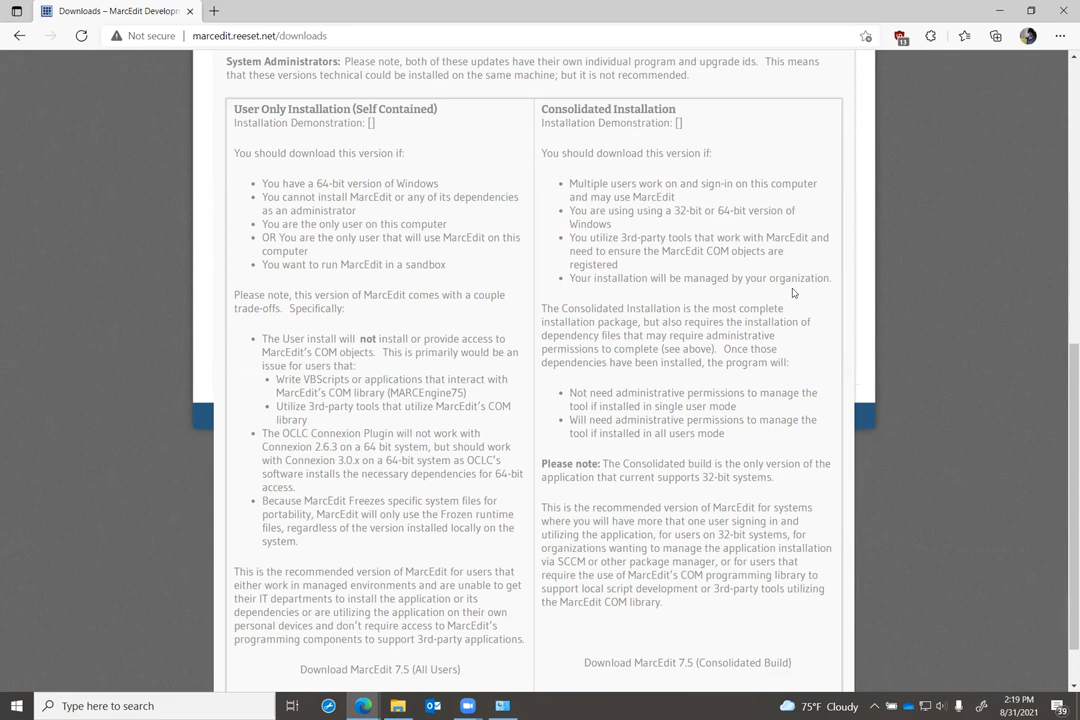 Downloads – MarcEdit Developm
Not secure
marcedit.reeset.net/downloads
13
System Administrators: Please note, both of these updates have their own individual program and upgrade ids. This means
that these versions technical could be installed on the same machine; but it is not recommended.
User Only Installation (Self Contained)
Installation Demonstration: []
You should download this version if:
You have a 64-bit version of Windows
You cannot install MarcEdit or any of its dependencies
as an administrator
You are the only user on this computer
OR You are the only user that will use MarcEdit on this
computer
You want to run MarcEdit in a sandbox
Please note, this version of MarcEdit comes with a couple
trade-offs. Specifically:
The User install will not install or provide access to
MarcEdit's COM objects. This is primarily would be an
issue for users that:
Write VBScripts or applications that interact with
MarcEdit's COM library (MARCEngine75)
Utilize 3rd-party tools that utilize MarcEdit's COM
library
The OCLC Connexion Plugin will not work with
Connexion 2.6.3 on a 64 bit system, but should work
with Connexion 3.0.x on a 64-bit system as OCLC's
software installs the necessary dependencies for 64-bit
access.
Because MarcEdit Freezes specific system files for
portability, MarcEdit will only use the Frozen runtime
files, regardless of the version installed locally on the
system.
This is the recommended version of MarcEdit for users that
either work in managed environments and are unable to get
their IT departments to install the application or its
dependencies or are utilizing the application on their own
personal devices and don't require access to MarcEdit's
programming components to support 3rd-party applications.
Download MarcEdit 7.5 (All Users)
Consolidated Installation
Installation Demonstration: []
You should download this version if:
Multiple users work on and sign-in on this computer
and may use MarcEdit
You are using using a 32-bit or 64-bit version of
Windows
You utilize 3rd-party tools that work with MarcEdit and
need to ensure the MarcEdit COM objects are
registered
Your installation will be managed by your organization.
The Consolidated Installation is the most complete
installation package, but also requires the installation of
dependency files that may require administrative
permissions to complete (see above). Once those
dependencies have been installed, the program will:
Not need administrative permissions to manage the
tool if installed in single user mode
Will need administrative permissions to manage the
tool if installed in all users mode
Please note: The Consolidated build is the only version of the
application that current supports 32-bit systems.
This is the recommended version of MarcEdit for systems
where you will have more that one user signing in and
utilizing the application, for users on 32-bit systems, for
organizations wanting to manage the application installation
via SCCM or other package manager, or for users that
require the use of MarcEdit's COM programming library to
support local script development or 3rd-party tools utilizing
the MarcEdit COM library.
Download MarcEdit 7.5 (Consolidated Build)
Type here to search
75°F Cloudy
2:19 PM
8/31/2021
39